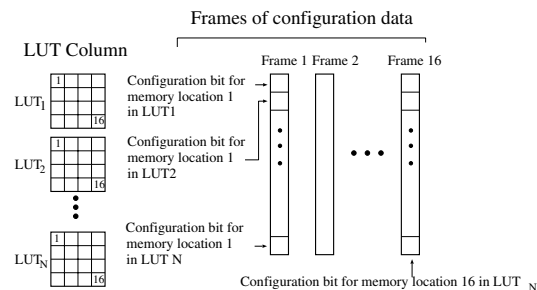 Frames of configuration data
LUT Column
Frame 1 Frame 2 Frame 16
1
LUT1
16
Configuration bit for
memory location 1
in LUT1
1
LUT2
16
Configuration bit for
memory location 1
in LUT2
1
LUTN
16
Configuration bit for
memory location 1
in LUT N
Configuration bit for memory location 16 in LUT N